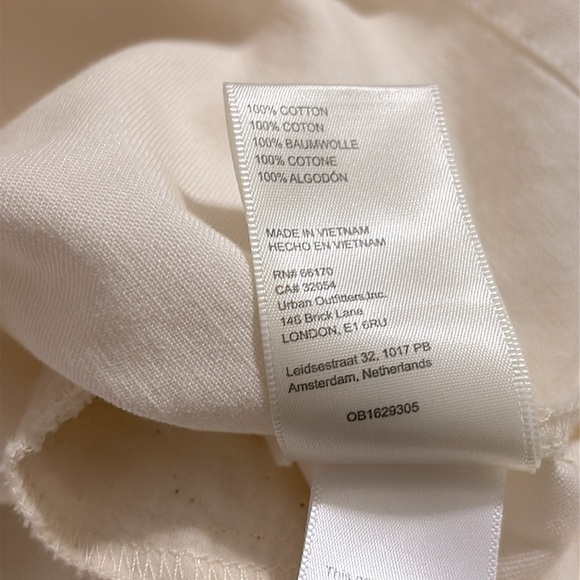 100% COTTON
100% COTON
100% BAUMWOLLE
100% COTONE
100% ALGODÓN
MADE IN VIETNAM
HECHO EN VIETNAM
RN# 66170
CA# 32054
Urban Outfitters,Inc.
146 Brick Lane
LONDON, E1 6RU
Leidsestraat 32, 1017 PB
Amsterdam, Netherlands
OB1629305
This